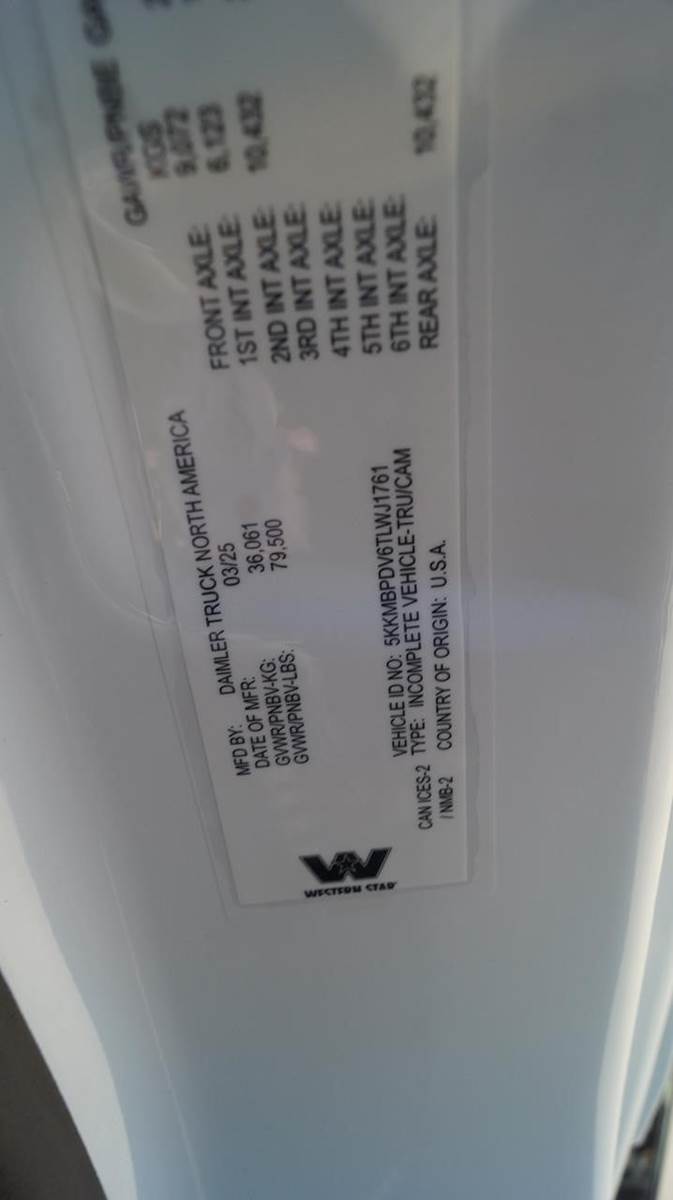 MFD BY: DAIMLER TRUCK NORTH AMERICA
DATE OF MFR: 03/25
GVWR/PNBV-KG: 36,061
GVWR/PNBV-LBS: 79,500
VEHICLE ID NO: 5KKMBPDV6TLWJ1761
CAN ICES-2 TYPE: INCOMPLETE VEHICLE-TRU/CAM
/ NMB-2 COUNTRY OF ORIGIN: U.S.A.
WESTERN STAR
GAWR/PNBE
KGS
FRONT AXLE: 9,072
1ST INT AXLE: 6,123
2ND INT AXLE: 10,432
3RD INT AXLE:
4TH INT AXLE:
5TH INT AXLE:
6TH INT AXLE:
REAR AXLE: 10,432